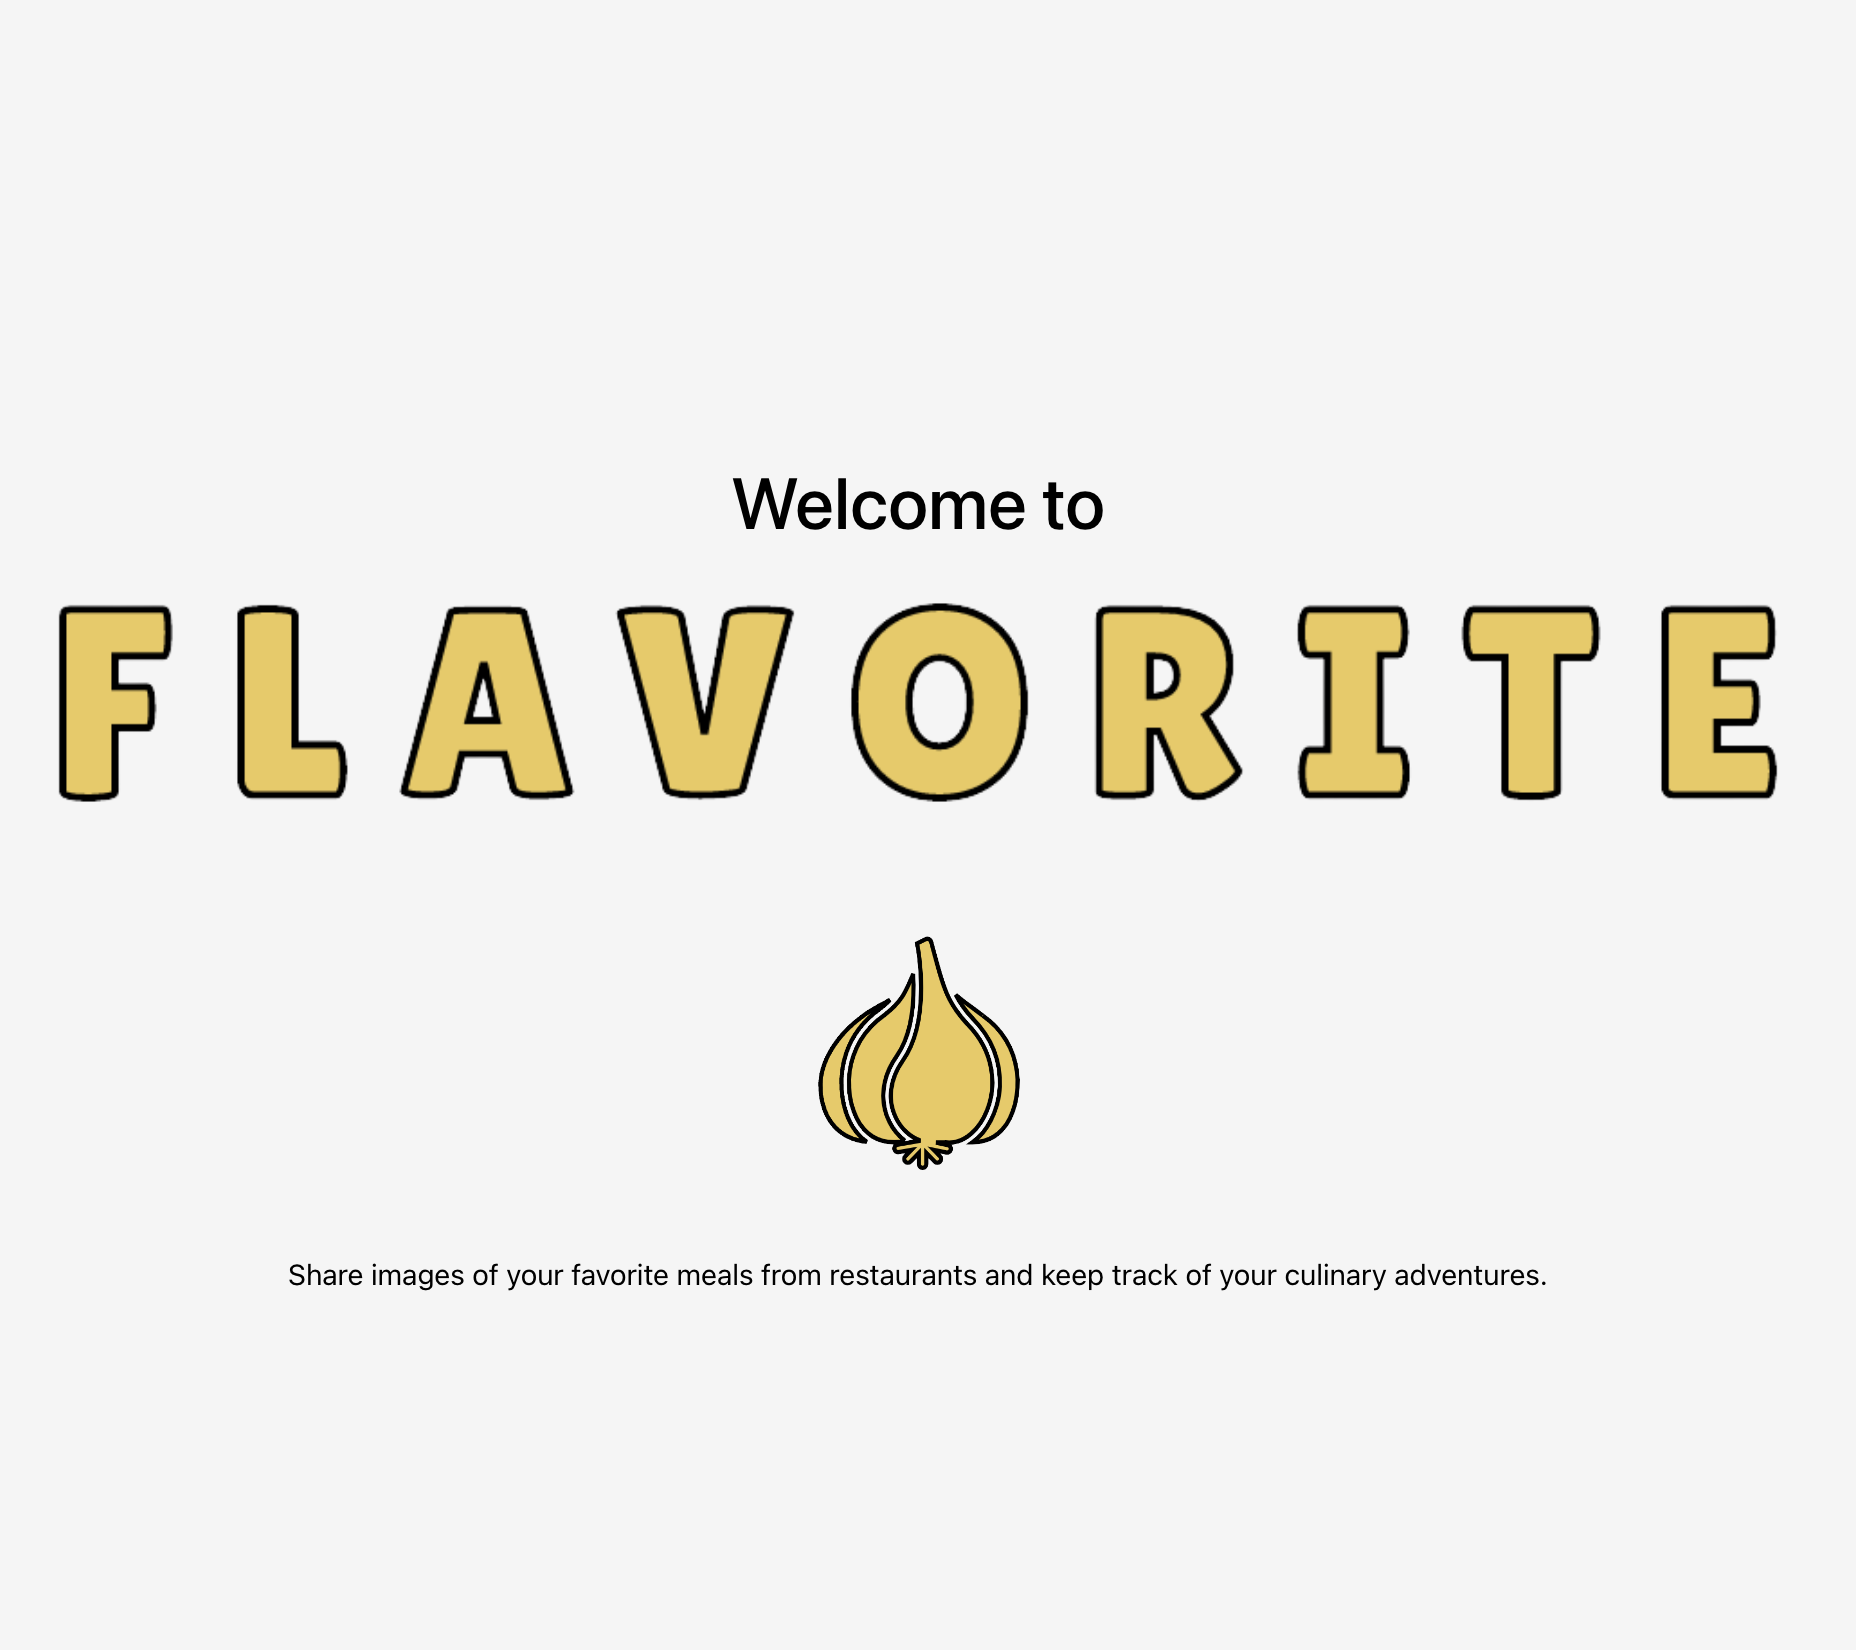 Welcome to
FLAVORITE
Share images of your favorite meals from restaurants and keep track of your culinary adventures.